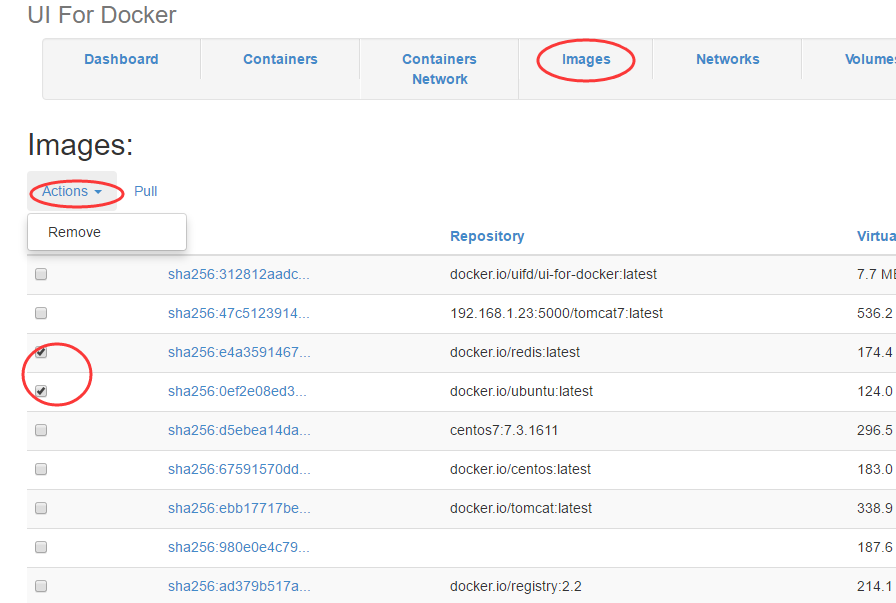 UI For Docker
Dashboard Containers Containers Images Networks
Network
Images:
Actions Pull
Remove
Repository
sha256:312812aadc... docker.io/uifd/ui-for-docker:latest 7.7
sha256:47c5123914... 192.168.1.23:5000/tomcat7:latest 536.2
sha256:e4a3591467... docker.io/redis:latest 174.4
sha256:0ef2e08ed3... docker.io/ubuntu:latest 124.0
sha256:d5ebea14da... centos7:7.3.1611 296.5
sha256:67591570dd... docker.io/centos:latest 183.0
sha256:ebb17717be... docker.io/tomcat:latest 338.9
sha256:980e0e4c79... 187.6
sha256:ad379b517a... docker.io/registry:2.2 214.1